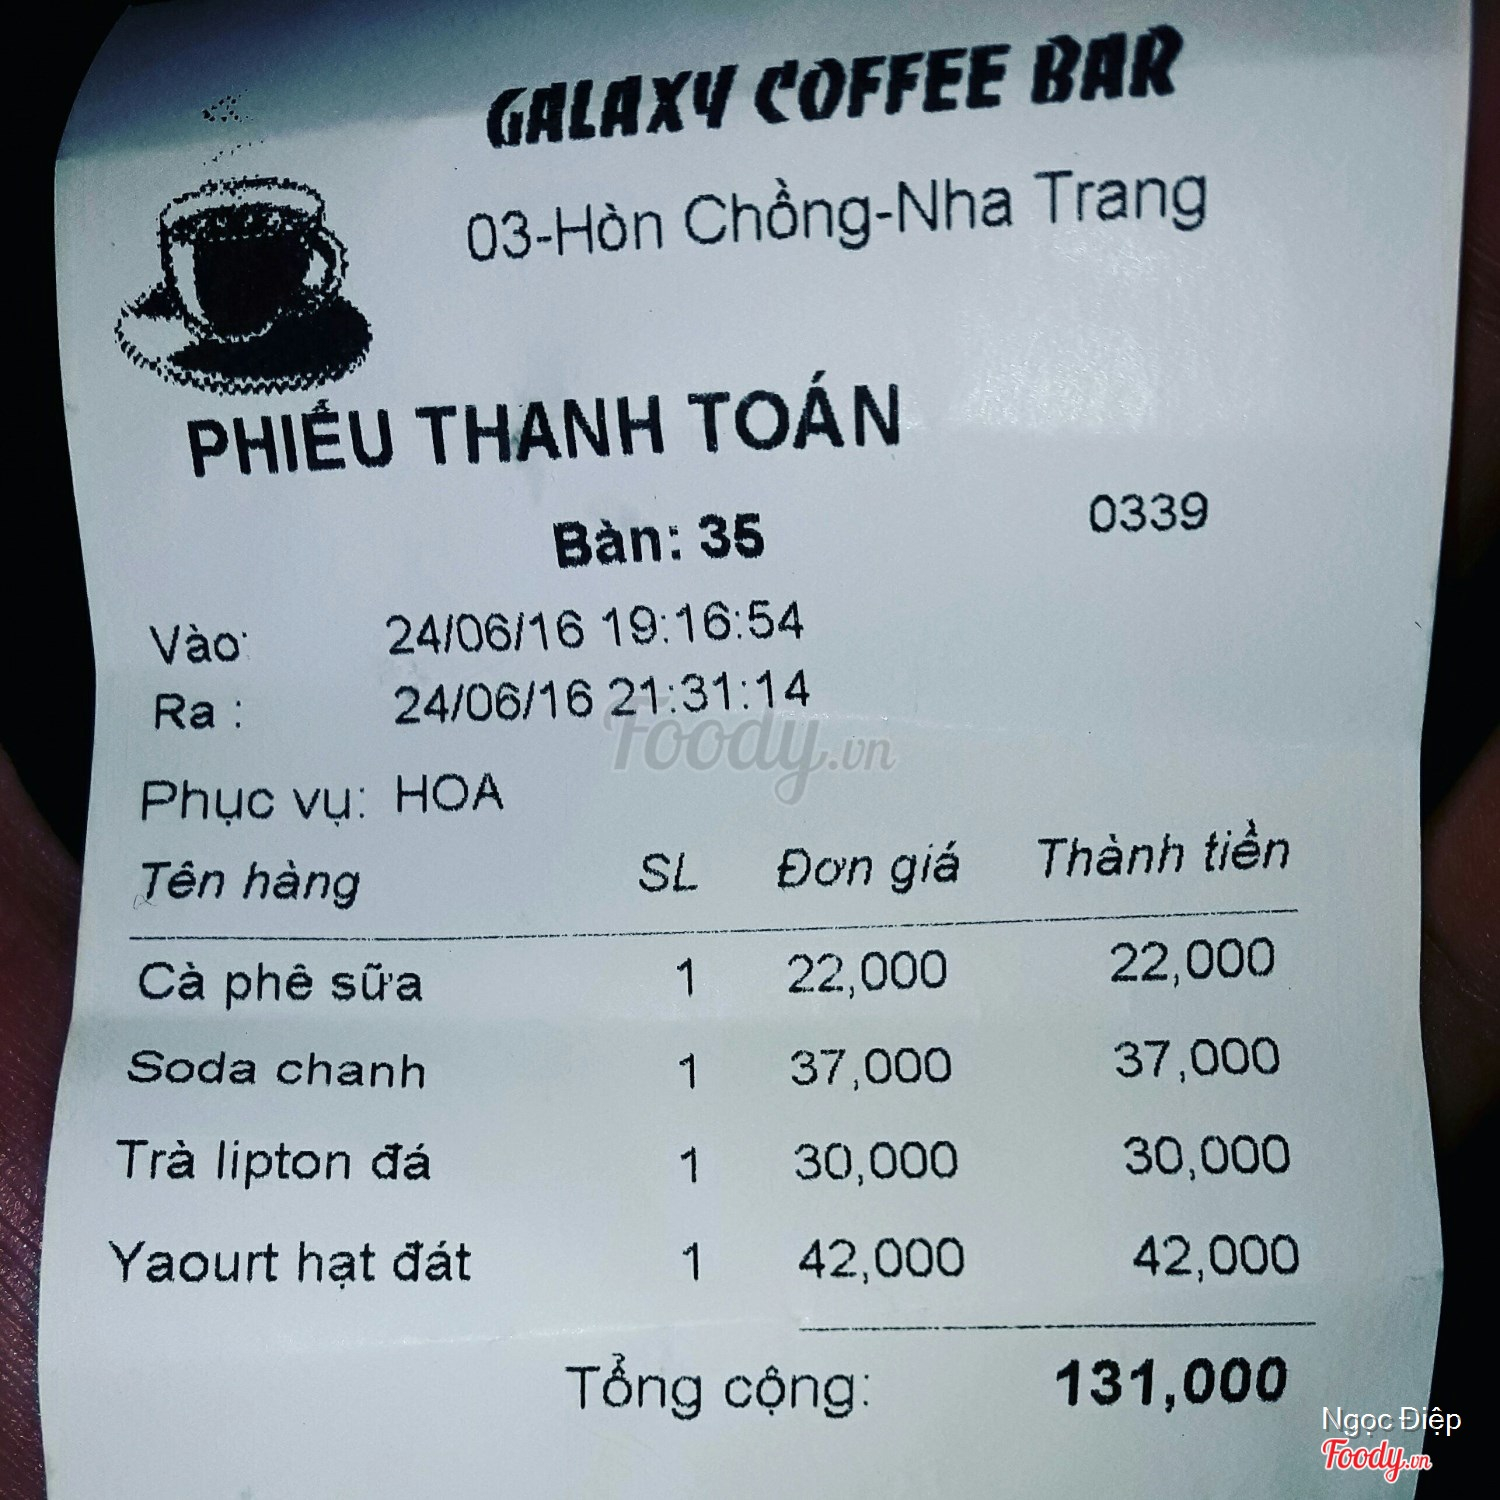 GALAXY COFFEE BAR
03-Hòn Chồng-Nha Trang
PHIẾU THANH TOÁN
Bàn: 35 0339
Vào: 24/06/16 19:16:54
Ra : 24/06/16 21:31:14
Foody.vn
Phục vụ: HOA
Tên hàng SL Đơn giá Thành tiền
Cà phê sữa 1 22,000 22,000
Soda chanh 1 37,000 37,000
Trà lipton đá 1 30,000 30,000
Yaourt hạt đát 1 42,000 42,000
Tổng cộng: 131,000
Ngọc Điệp
Foody.vn